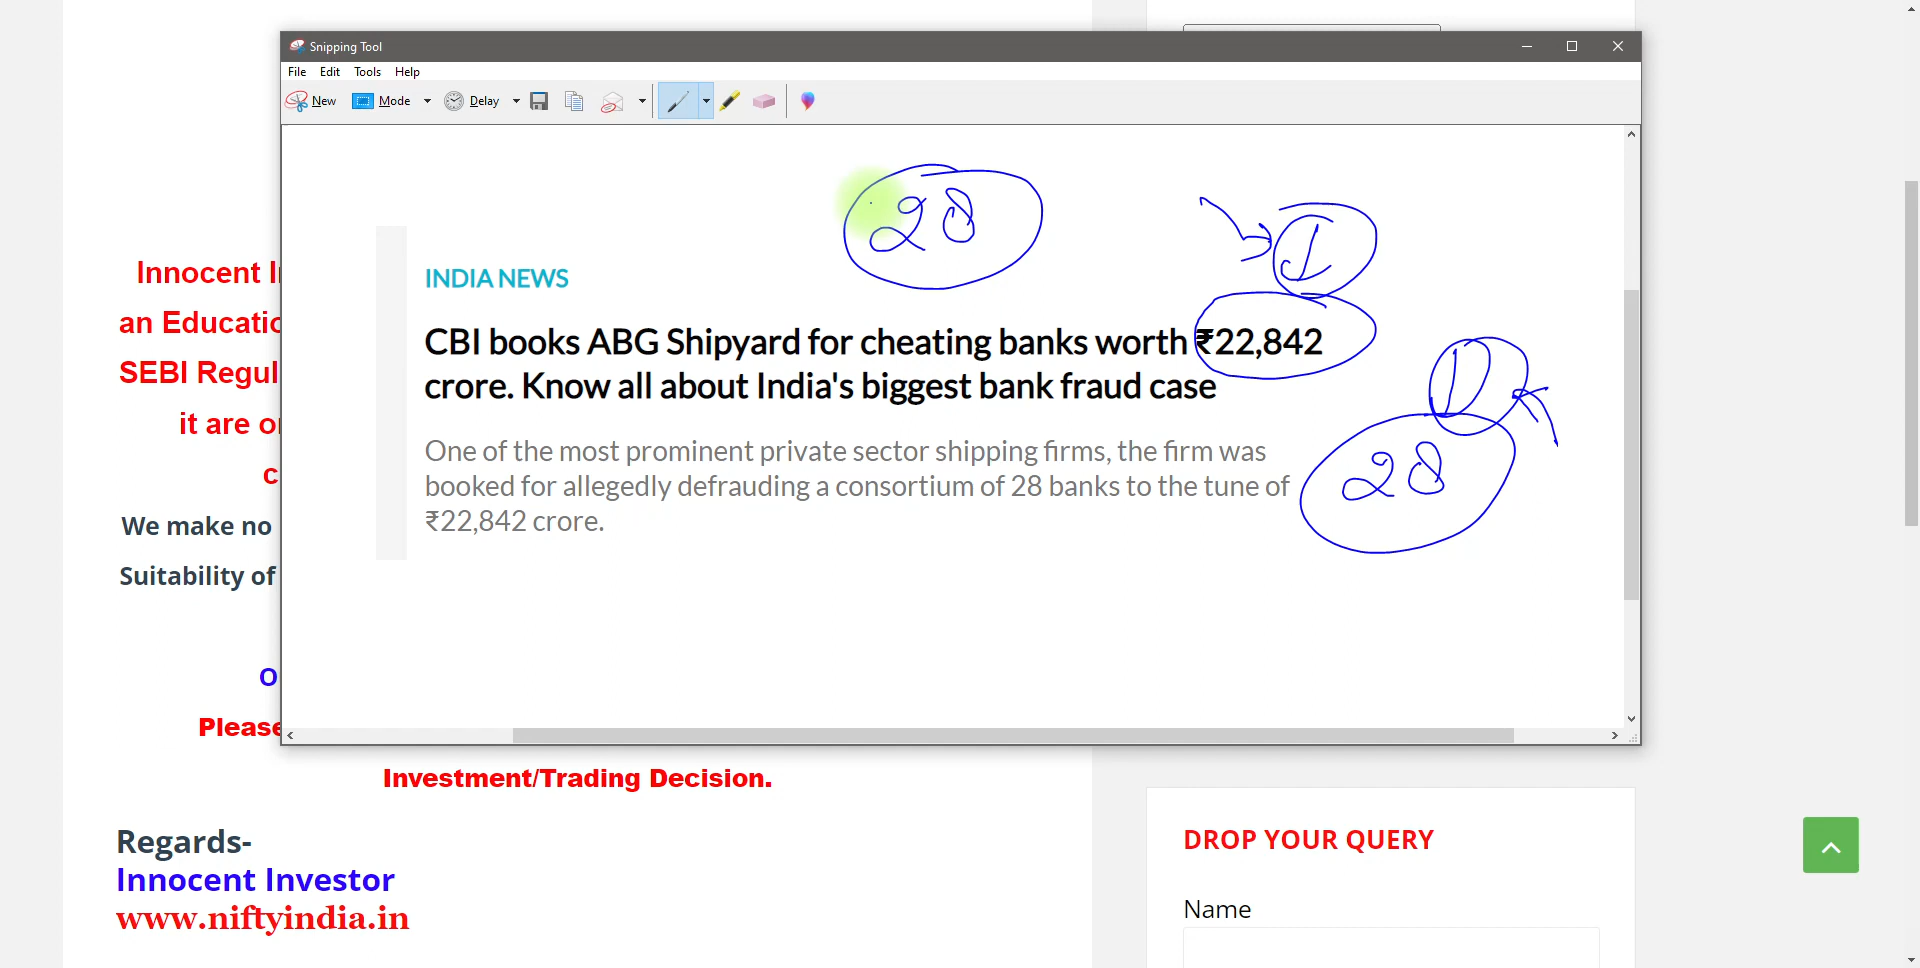 Snipping Tool
File Edit Tools Help
New Mode Delay
28
I
INDIA NEWS
CBI books ABG Shipyard for cheating banks worth ₹22,842
crore. Know all about India's biggest bank fraud case
1
One of the most prominent private sector shipping firms, the firm was
booked for allegedly defrauding a consortium of 28 banks to the tune of
₹22,842 crore.
28
Innocent
an
SEBI
it are
We make no
Suitability of
Please
Investment/Trading Decision.
Regards-
Innocent Investor
www.niftyindia.in
DROP YOUR QUERY
Name